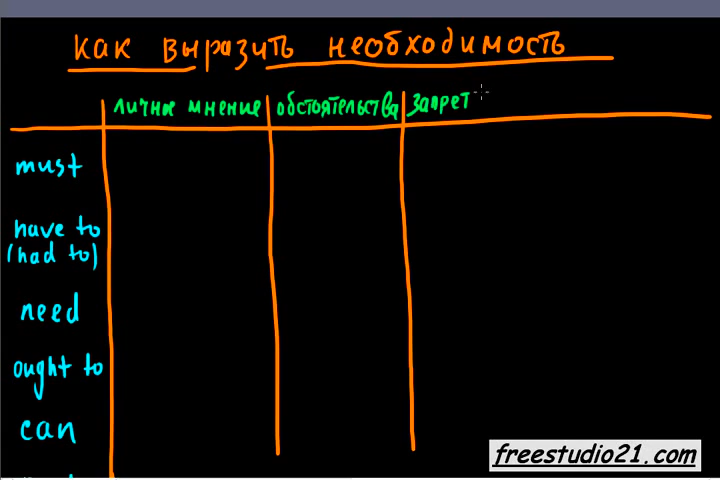 как выразить необходимость
личное мнение обстоятельства запрет
must
have to
(had to)
need
ought to
can
freestudio21.com